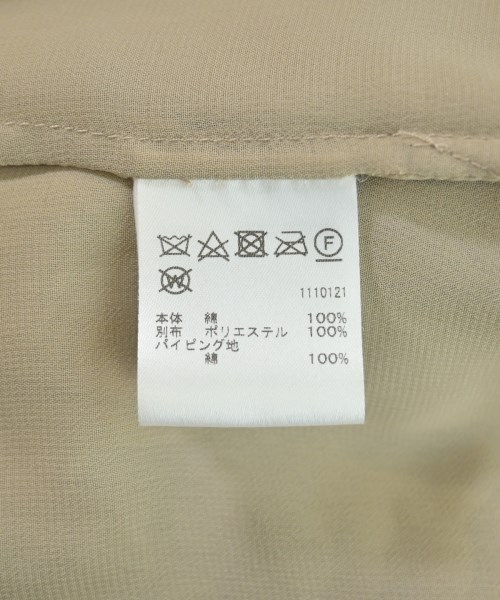 F
W
1110121
本体 綿 100%
別布 ポリエステル 100%
パイピング地
綿 100%